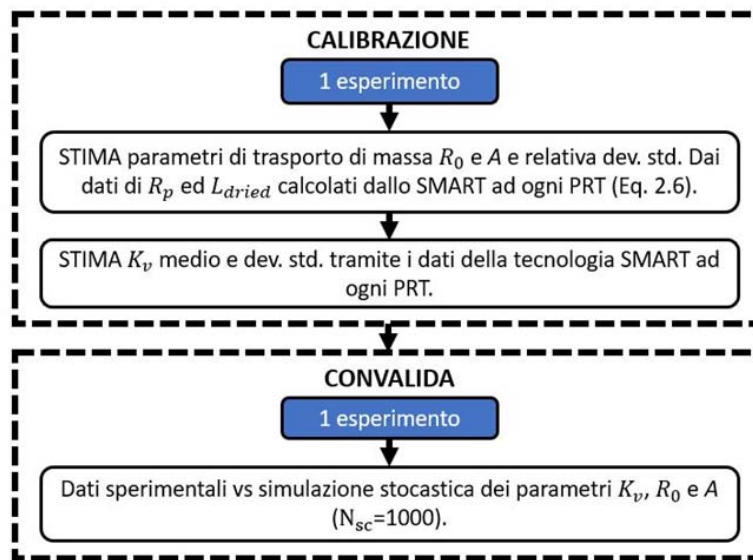 CALIBRAZIONE
1 esperimento
STIMA parametri di trasporto di massa R₀ e A e relativa dev. std. Dai
dati di Rₚ ed L_dried calcolati dallo SMART ad ogni PRT (Eq. 2.6).
STIMA Kᵥ medio e dev. std. tramite i dati della tecnologia SMART ad
ogni PRT.
CONVALIDA
1 esperimento
Dati sperimentali vs simulazione stocastica dei parametri Kᵥ, R₀ e A
(N_sc=1000).